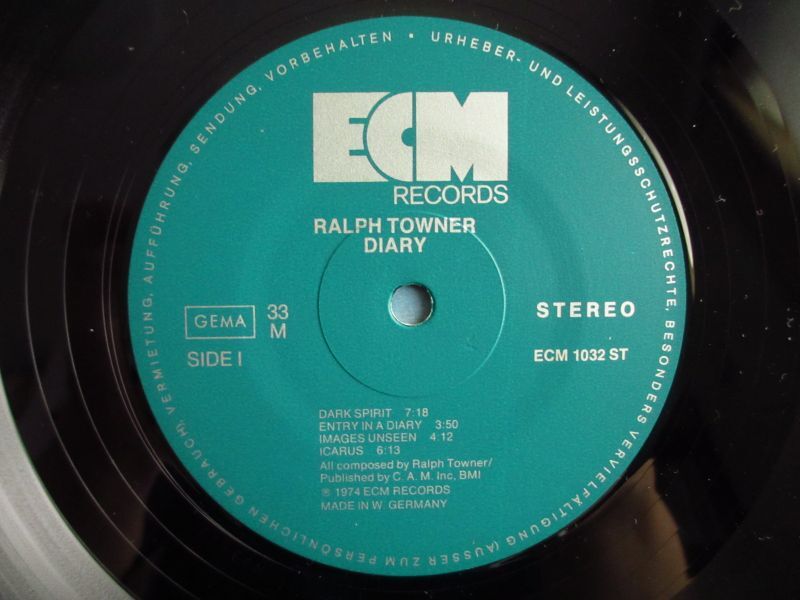 URHEBER- UND LEISTUNGSSCHUTZRECHTE, BESONDERS VERVIELFÄLTIGUNG (AUSSER ZUM PERSÖNLICHEN GEBRAUCH), VERMIETUNG, AUFFÜHRUNG, SENDUNG, VORBEHALTEN •
ECM
RECORDS
RALPH TOWNER
DIARY
GEMA
33
M
SIDE I
STEREO
ECM 1032 ST
DARK SPIRIT 7:18
ENTRY IN A DIARY 3:50
IMAGES UNSEEN 4.12
ICARUS 6:13
All composed by Ralph Towner/
Published by C. A. M. Inc, BMI
℗ 1974 ECM RECORDS
MADE IN W. GERMANY